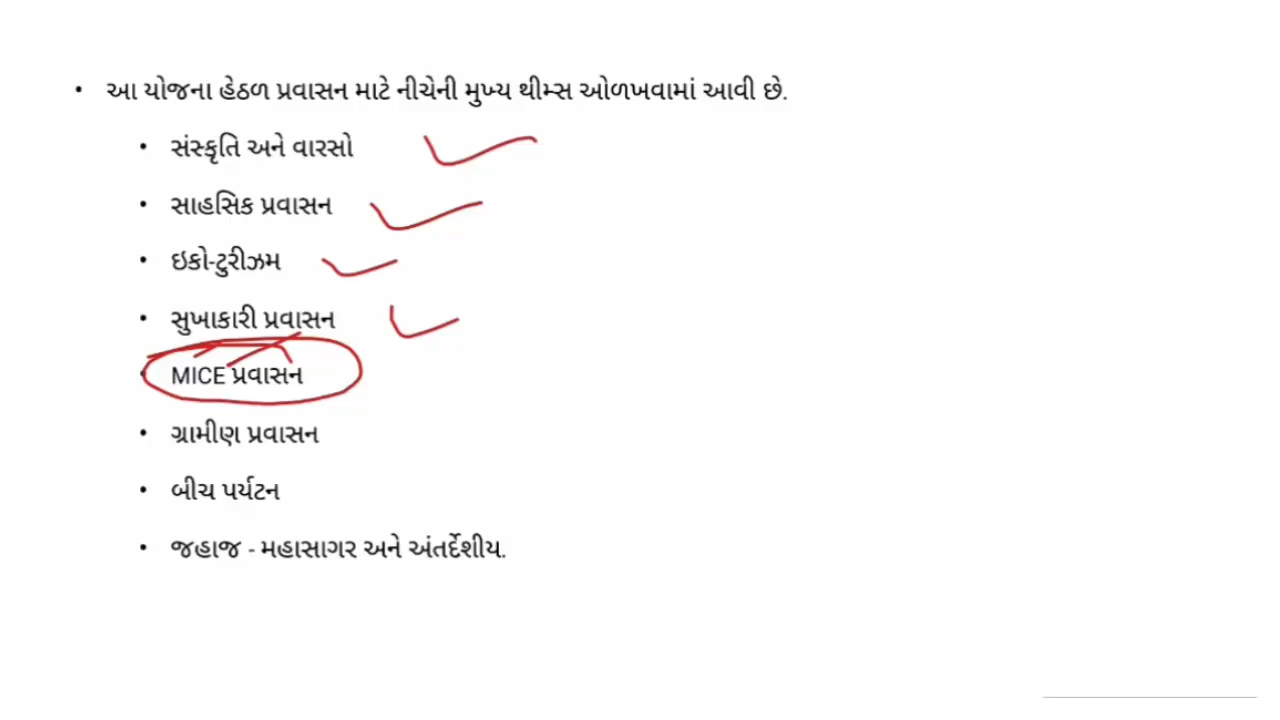 • આ યોજના હેઠળ પ્રવાસન માટે નીચેની મુખ્ય થીમ્સ ઓળખવામાં આવી છે.
• સંસ્કૃતિ અને વારસો
• સાહસિક પ્રવાસન
• ઇકો-ટુરીઝમ
• સુખાકારી પ્રવાસન
• MICE પ્રવાસન
• ગ્રામીણ પ્રવાસન
• બીચ પર્યટન
• જહાજ - મહાસાગર અને અંતર્દેશીય.